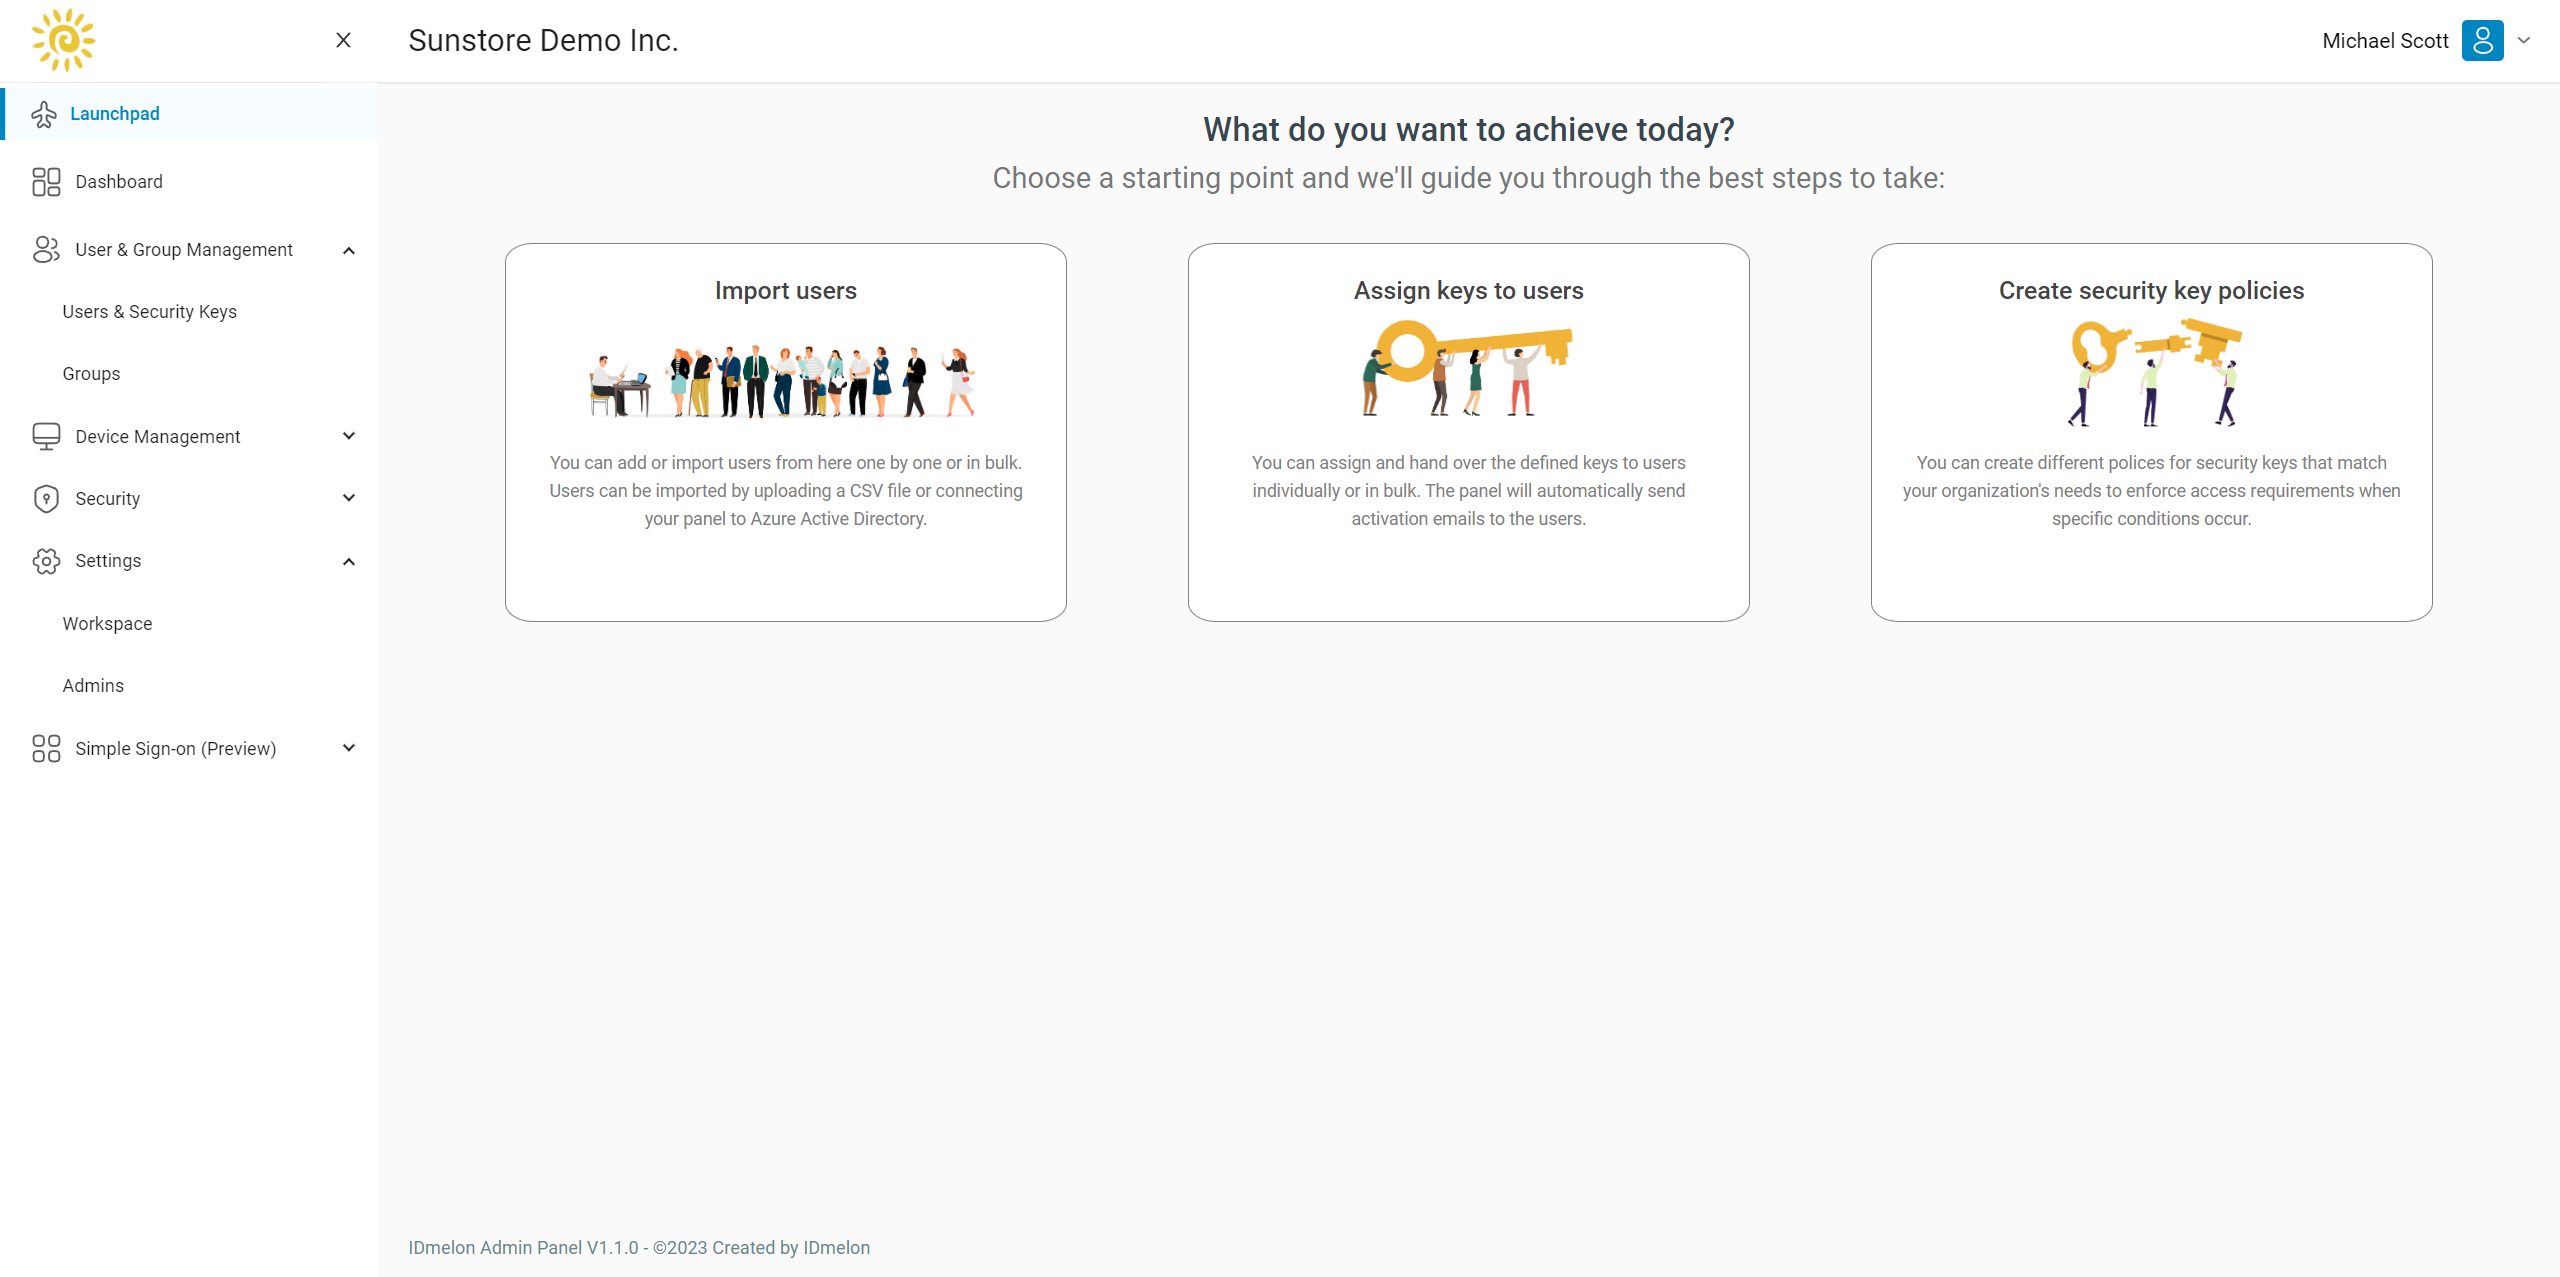 Sunstore Demo Inc.
Michael Scott
Launchpad
Dashboard
User & Group Management
Users & Security Keys
Groups
Device Management
Security
Settings
Workspace
Admins
Simple Sign-on (Preview)
What do you want to achieve today?
Choose a starting point and we'll guide you through the best steps to take:
Import users
You can add or import users from here one by one or in bulk.
Users can be imported by uploading a CSV file or connecting
your panel to Azure Active Directory.
Assign keys to users
You can assign and hand over the defined keys to users
individually or in bulk. The panel will automatically send
activation emails to the users.
Create security key policies
You can create different polices for security keys that match
your organization's needs to enforce access requirements when
specific conditions occur.
IDmelon Admin Panel V1.1.0 - ©2023 Created by IDmelon